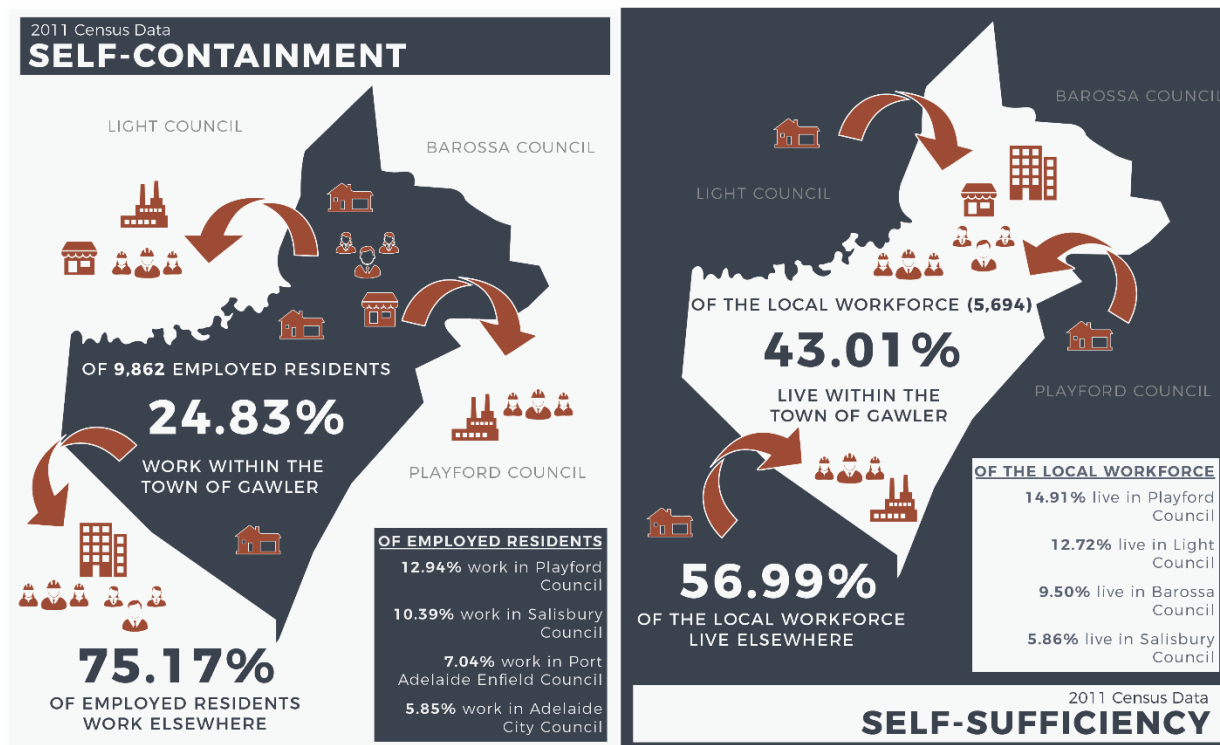 2011 Census Data
SELF-CONTAINMENT
LIGHT COUNCIL
BAROSSA COUNCIL
OF 9,862 EMPLOYED RESIDENTS
24.83%
WORK WITHIN THE
TOWN OF GAWLER
PLAYFORD COUNCIL
75.17%
OF EMPLOYED RESIDENTS
WORK ELSEWHERE
OF EMPLOYED RESIDENTS
12.94% work in Playford
Council
10.39% work in Salisbury
Council
7.04% work in Port
Adelaide Enfield Council
5.85% work in Adelaide
City Council
BAROSSA COUNCIL
LIGHT COUNCIL
OF THE LOCAL WORKFORCE (5,694)
43.01%
LIVE WITHIN THE
TOWN OF GAWLER
PLAYFORD COUNCIL
56.99%
OF THE LOCAL WORKFORCE
LIVE ELSEWHERE
OF THE LOCAL WORKFORCE
14.91% live in Playford
Council
12.72% live in Light
Council
9.50% live in Barossa
Council
5.86% live in Salisbury
Council
2011 Census Data
SELF-SUFFICIENCY